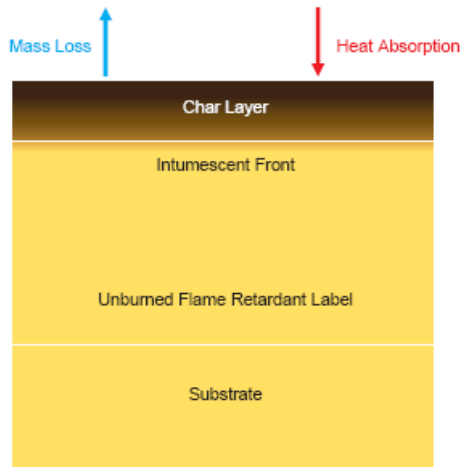 Mass Loss
Heat Absorption
Char Layer
Intumescent Front
Unburned Flame Retardant Label
Substrate